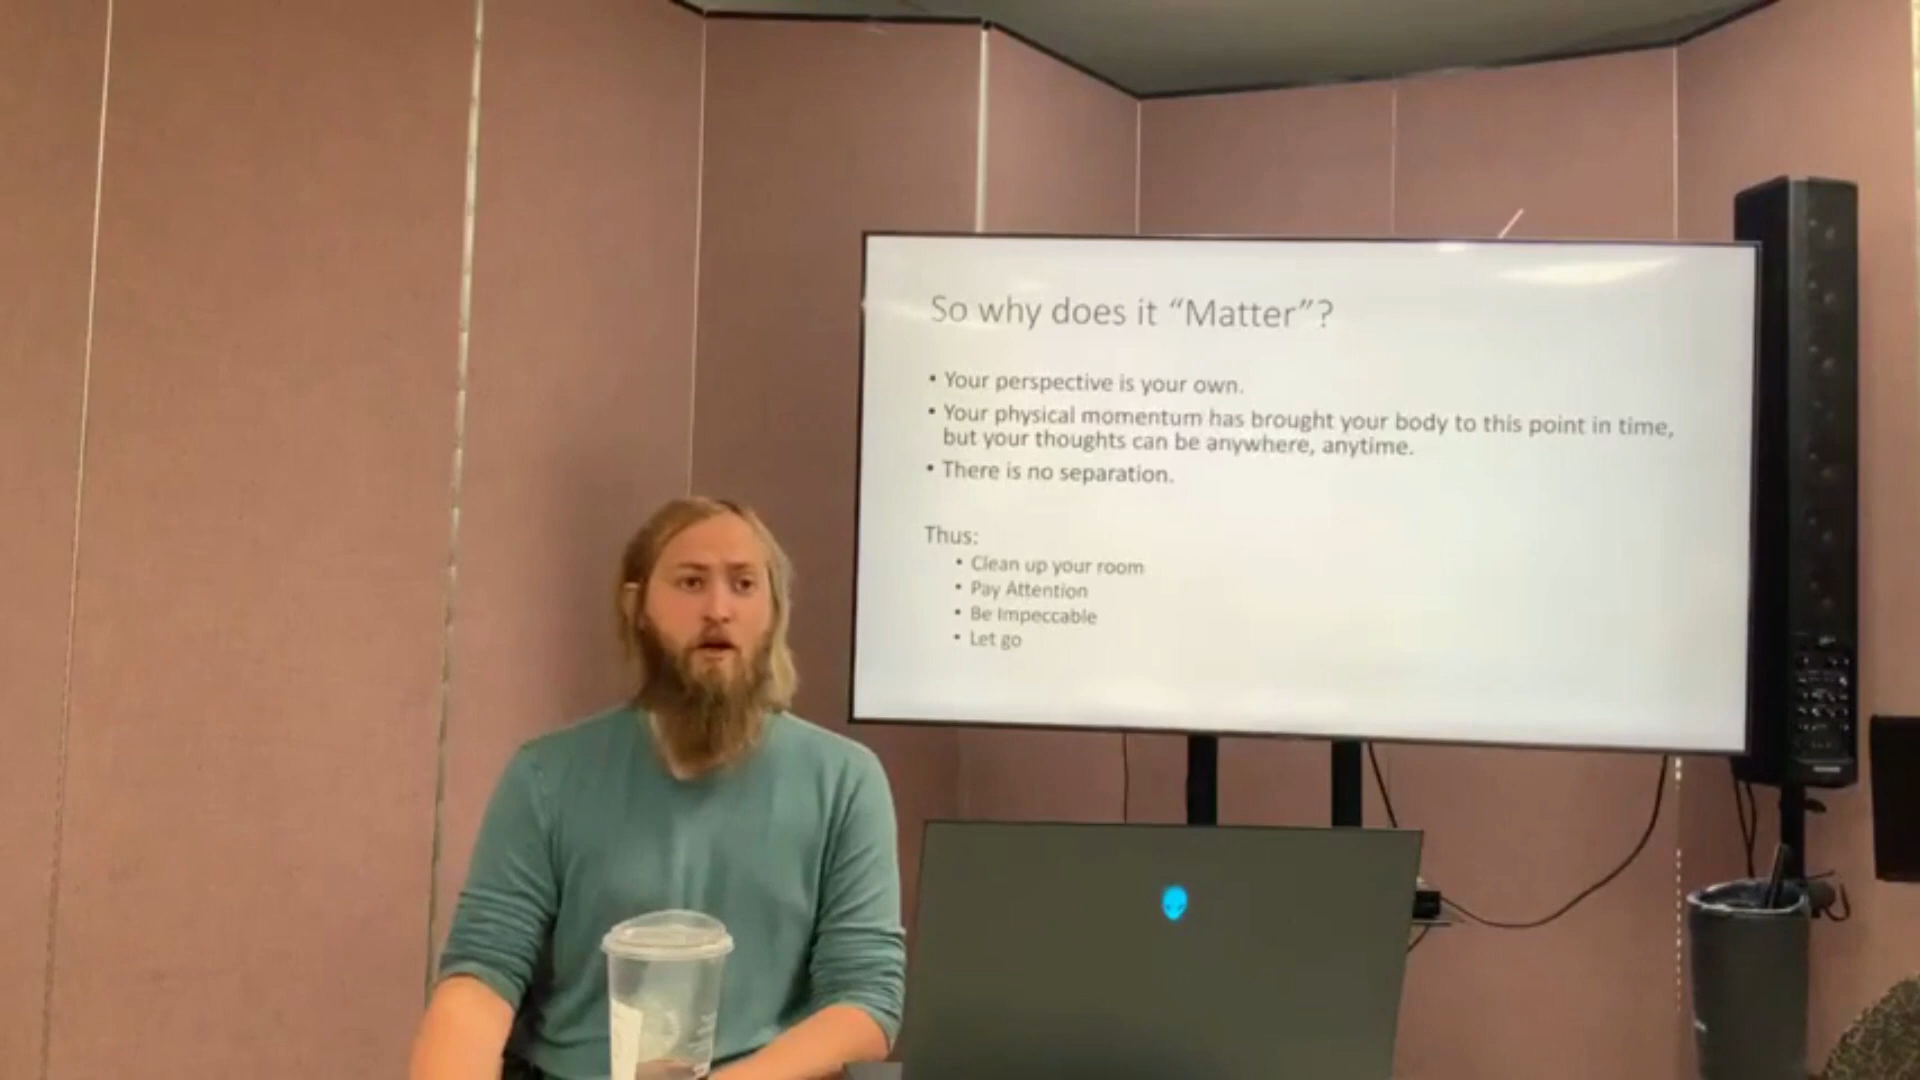 So why does it “Matter”?
• Your perspective is your own.
• Your physical momentum has brought your body to this point in time,
but your thoughts can be anywhere, anytime.
• There is no separation.
Thus:
• Clean up your room
• Pay Attention
• Be Impeccable
• Let go